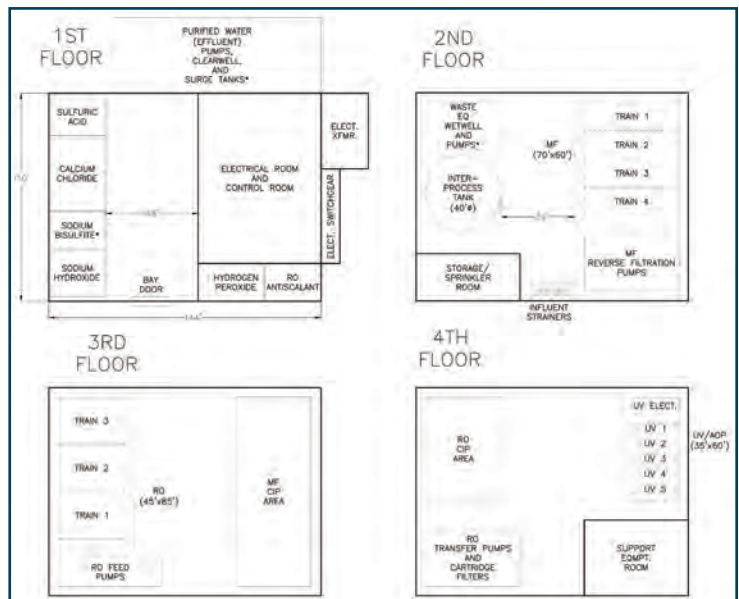 1ST
FLOOR
PURIFIED WATER
(EFFLUENT)
PUMPS,
CLEARWELL,
AND
SURGE TANKS*
SULFURIC
ACID
CALCIUM
CHLORIDE
SODIUM
BISULFITE*
SODIUM
HYDROXIDE
BAY
DOOR
ELECTRICAL ROOM
AND
CONTROL ROOM
HYDROGEN
PEROXIDE
RO
ANTISCALANT
ELECT.
XFMR.
ELECT. SWITCHGEAR
2ND
FLOOR
WASTE
EQ
WETWELL
AND
PUMPS*
INTER-
PROCESS
TANK
(40'ø)
MF
(70'x60')
TRAIN 1
TRAIN 2
TRAIN 3
TRAIN 4
MF
REVERSE FILTRATION
PUMPS
STORAGE/
SPRINKLER
ROOM
INFLUENT
STRAINERS
3RD
FLOOR
TRAIN 3
TRAIN 2
TRAIN 1
RO
(45'x85')
RO FEED
PUMPS
MF
CIP
AREA
4TH
FLOOR
RO
CIP
AREA
UV ELECT.
UV 1
UV 2
UV 3
UV 4
UV 5
UV/AOP
(35'x60')
RO
TRANSFER PUMPS
AND
CARTRIDGE
FILTERS
SUPPORT
EQMPT.
ROOM